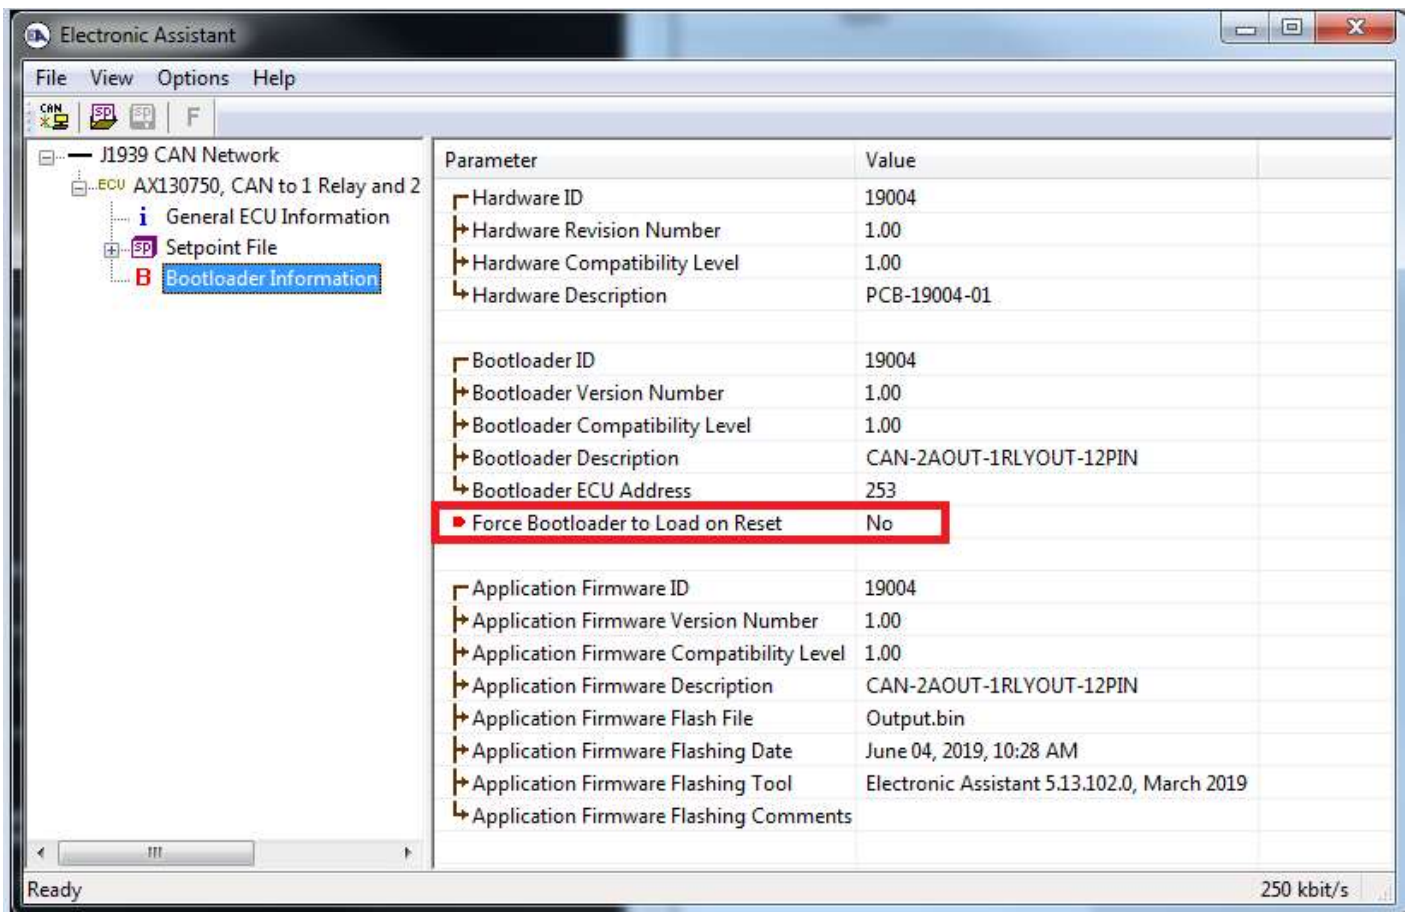 Electronic Assistant
File View Options Help
CAN SP SP F
J1939 CAN Network
ECU AX130750, CAN to 1 Relay and 2
i General ECU Information
SP Setpoint File
B Bootloader Information
Parameter Value
Hardware ID 19004
Hardware Revision Number 1.00
Hardware Compatibility Level 1.00
Hardware Description PCB-19004-01
Bootloader ID 19004
Bootloader Version Number 1.00
Bootloader Compatibility Level 1.00
Bootloader Description CAN-2AOUT-1RLYOUT-12PIN
Bootloader ECU Address 253
Force Bootloader to Load on Reset No
Application Firmware ID 19004
Application Firmware Version Number 1.00
Application Firmware Compatibility Level 1.00
Application Firmware Description CAN-2AOUT-1RLYOUT-12PIN
Application Firmware Flash File Output.bin
Application Firmware Flashing Date June 04, 2019, 10:28 AM
Application Firmware Flashing Tool Electronic Assistant 5.13.102.0, March 2019
Application Firmware Flashing Comments
Ready 250 kbit/s